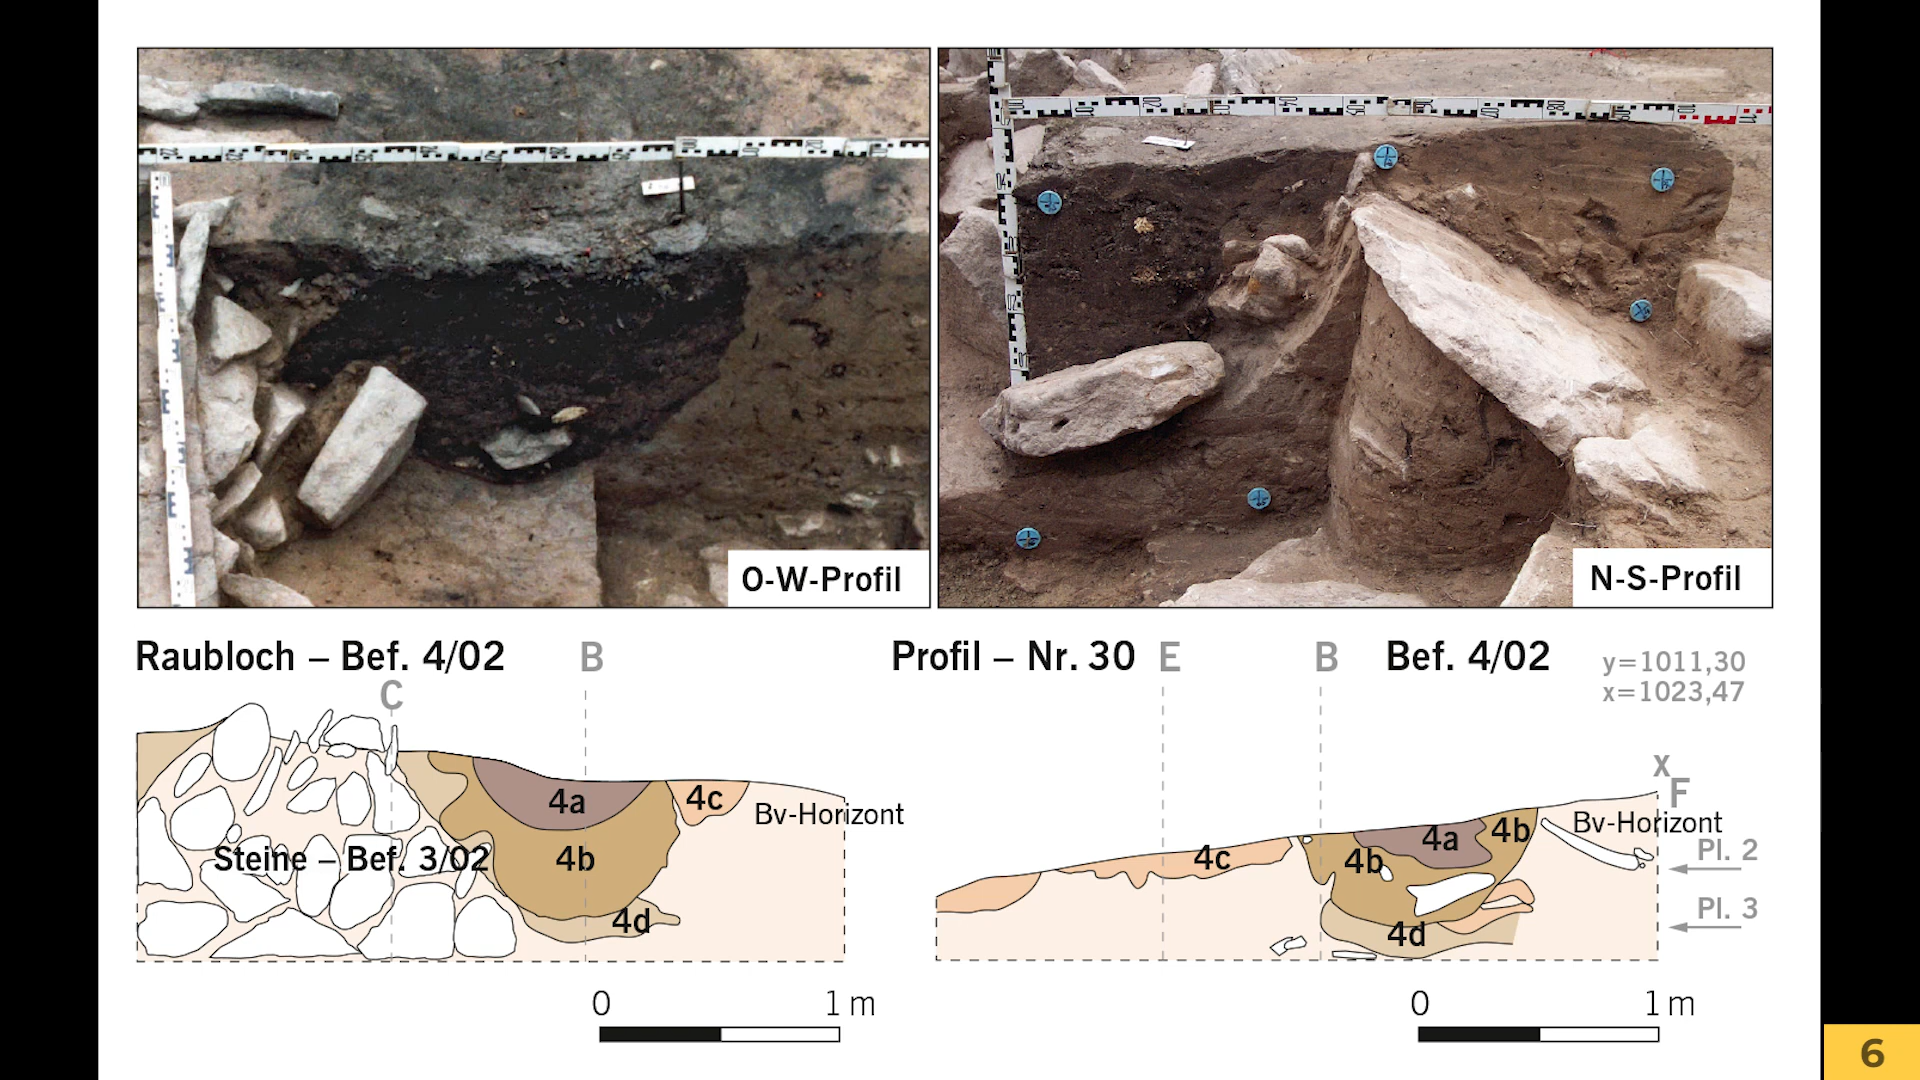 O-W-Profil
N-S-Profil
Raubloch – Bef. 4/02
B
C
4a
4c
Bv-Horizont
4b
Steine – Bef. 3/02
4d
0
1 m
Profil – Nr. 30
E
B
Bef. 4/02
y=1011,30
x=1023,47
X
F
Bv-Horizont
4a
4b
4b
4c
Pl. 2
Pl. 3
4d
0
1 m
6